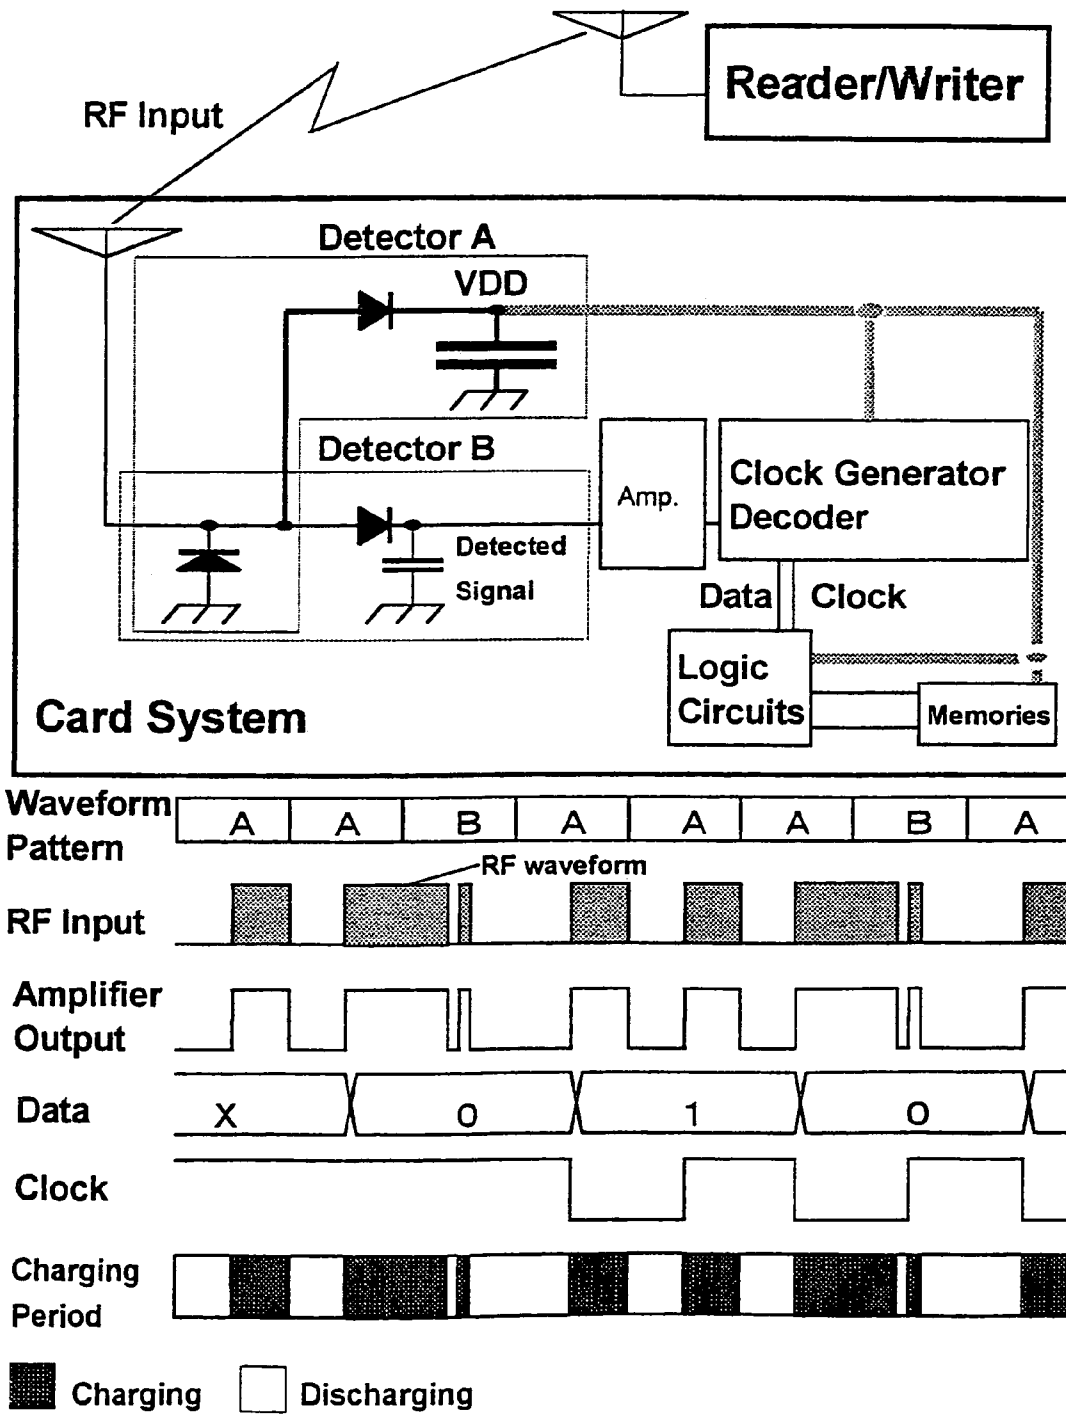 Reader/Writer
RF Input
Detector A
VDD
Detector B
Amp.
Clock Generator
Decoder
Detected
Signal
Data Clock
Logic
Circuits
Memories
Card System
Waveform
Pattern
A A B A A A B A
RF waveform
RF Input
Amplifier
Output
Data
X 0 1 0
Clock
Charging
Period
Charging Discharging